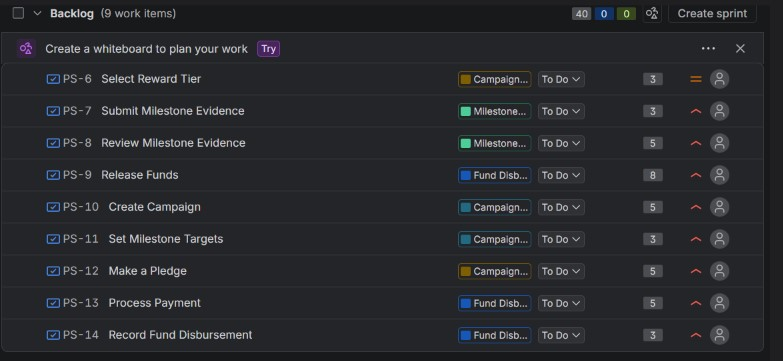 Backlog (9 work items) 40 0 0 Create sprint
Create a whiteboard to plan your work Try
PS-6 Select Reward Tier Campaign... To Do 3
PS-7 Submit Milestone Evidence Milestone... To Do 3
PS-8 Review Milestone Evidence Milestone... To Do 5
PS-9 Release Funds Fund Disb... To Do 8
PS-10 Create Campaign Campaign... To Do 5
PS-11 Set Milestone Targets Campaign... To Do 3
PS-12 Make a Pledge Campaign... To Do 5
PS-13 Process Payment Fund Disb... To Do 5
PS-14 Record Fund Disbursement Fund Disb... To Do 3